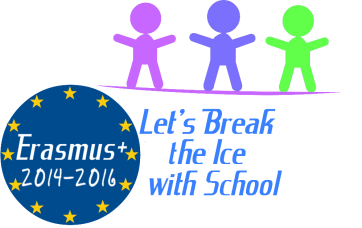 Erasmus+
2014-2016
Let's Break
the Ice
with School